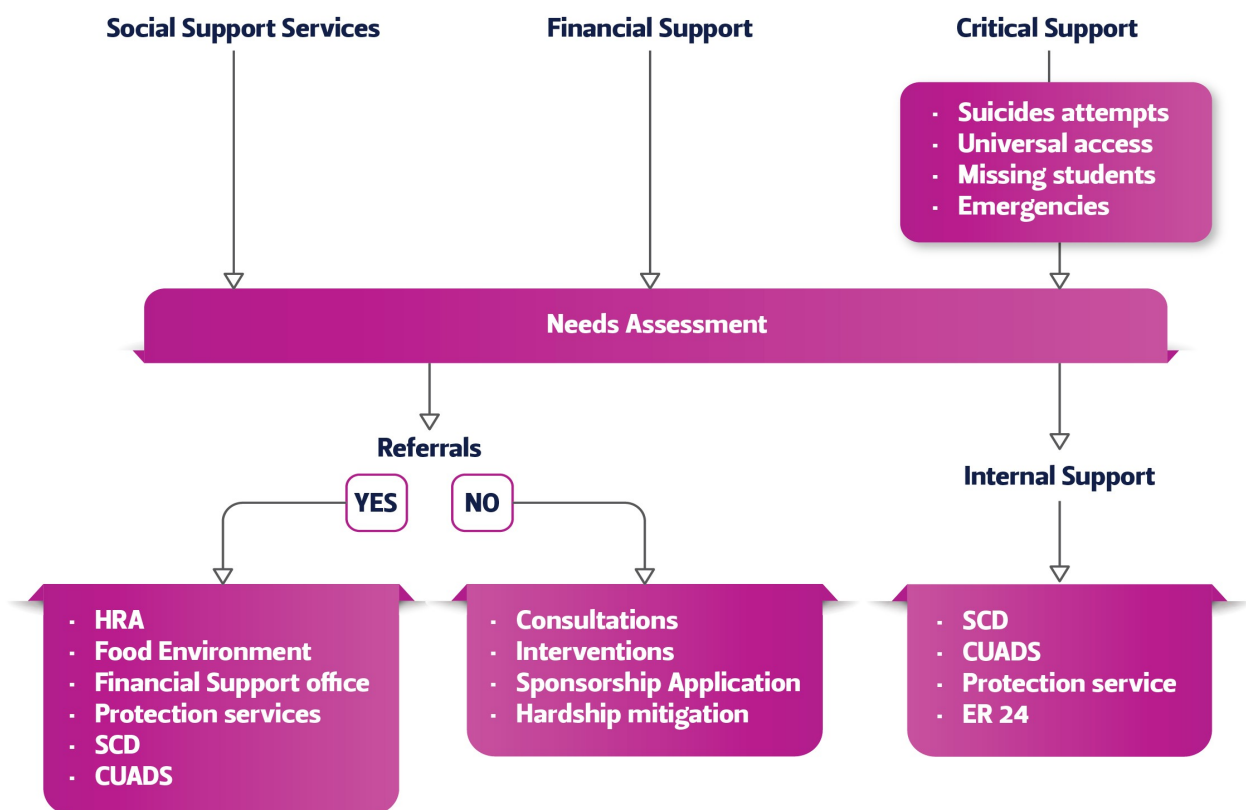 Social Support Services
Financial Support
Critical Support
· Suicides attempts
· Universal access
· Missing students
· Emergencies
Needs Assessment
Referrals
YES
NO
Internal Support
· HRA
· Food Environment
· Financial Support office
· Protection services
· SCD
· CUADS
· Consultations
· Interventions
· Sponsorship Application
· Hardship mitigation
· SCD
· CUADS
· Protection service
· ER 24